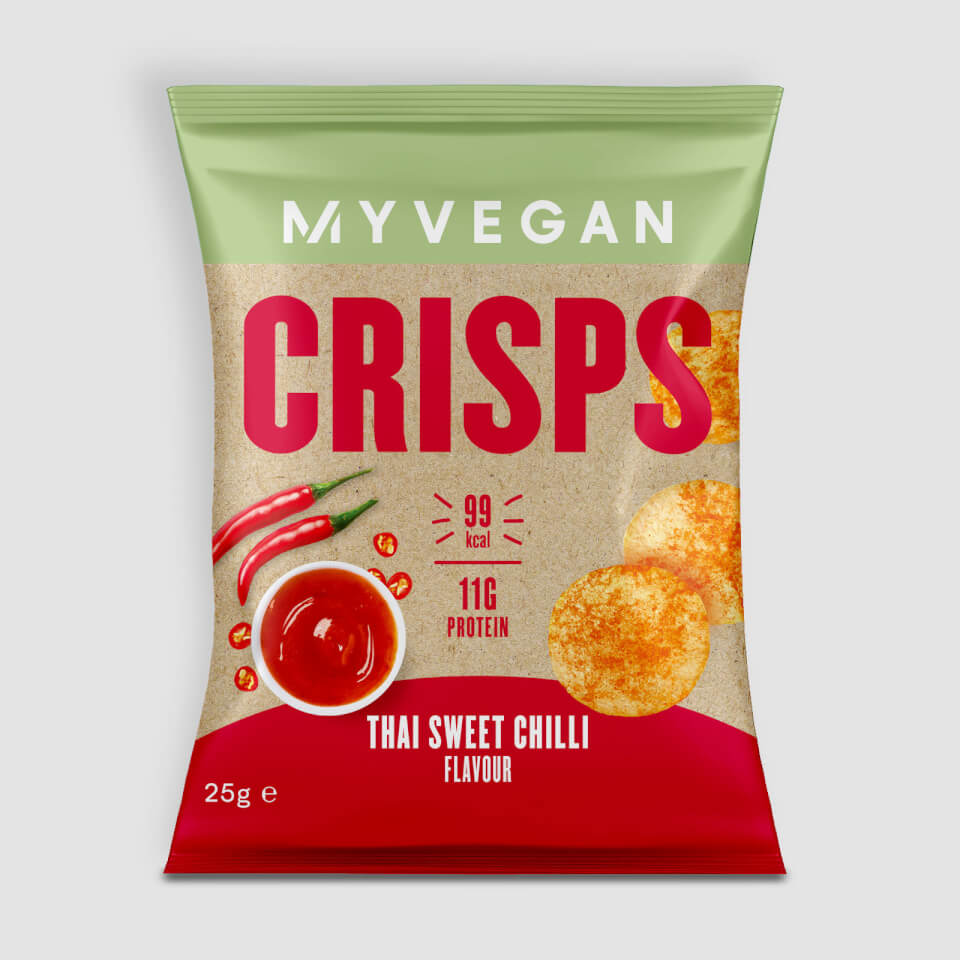 MYVEGAN
CRISPS
99
kcal
11G
PROTEIN
THAI SWEET CHILLI
FLAVOUR
25g ℮